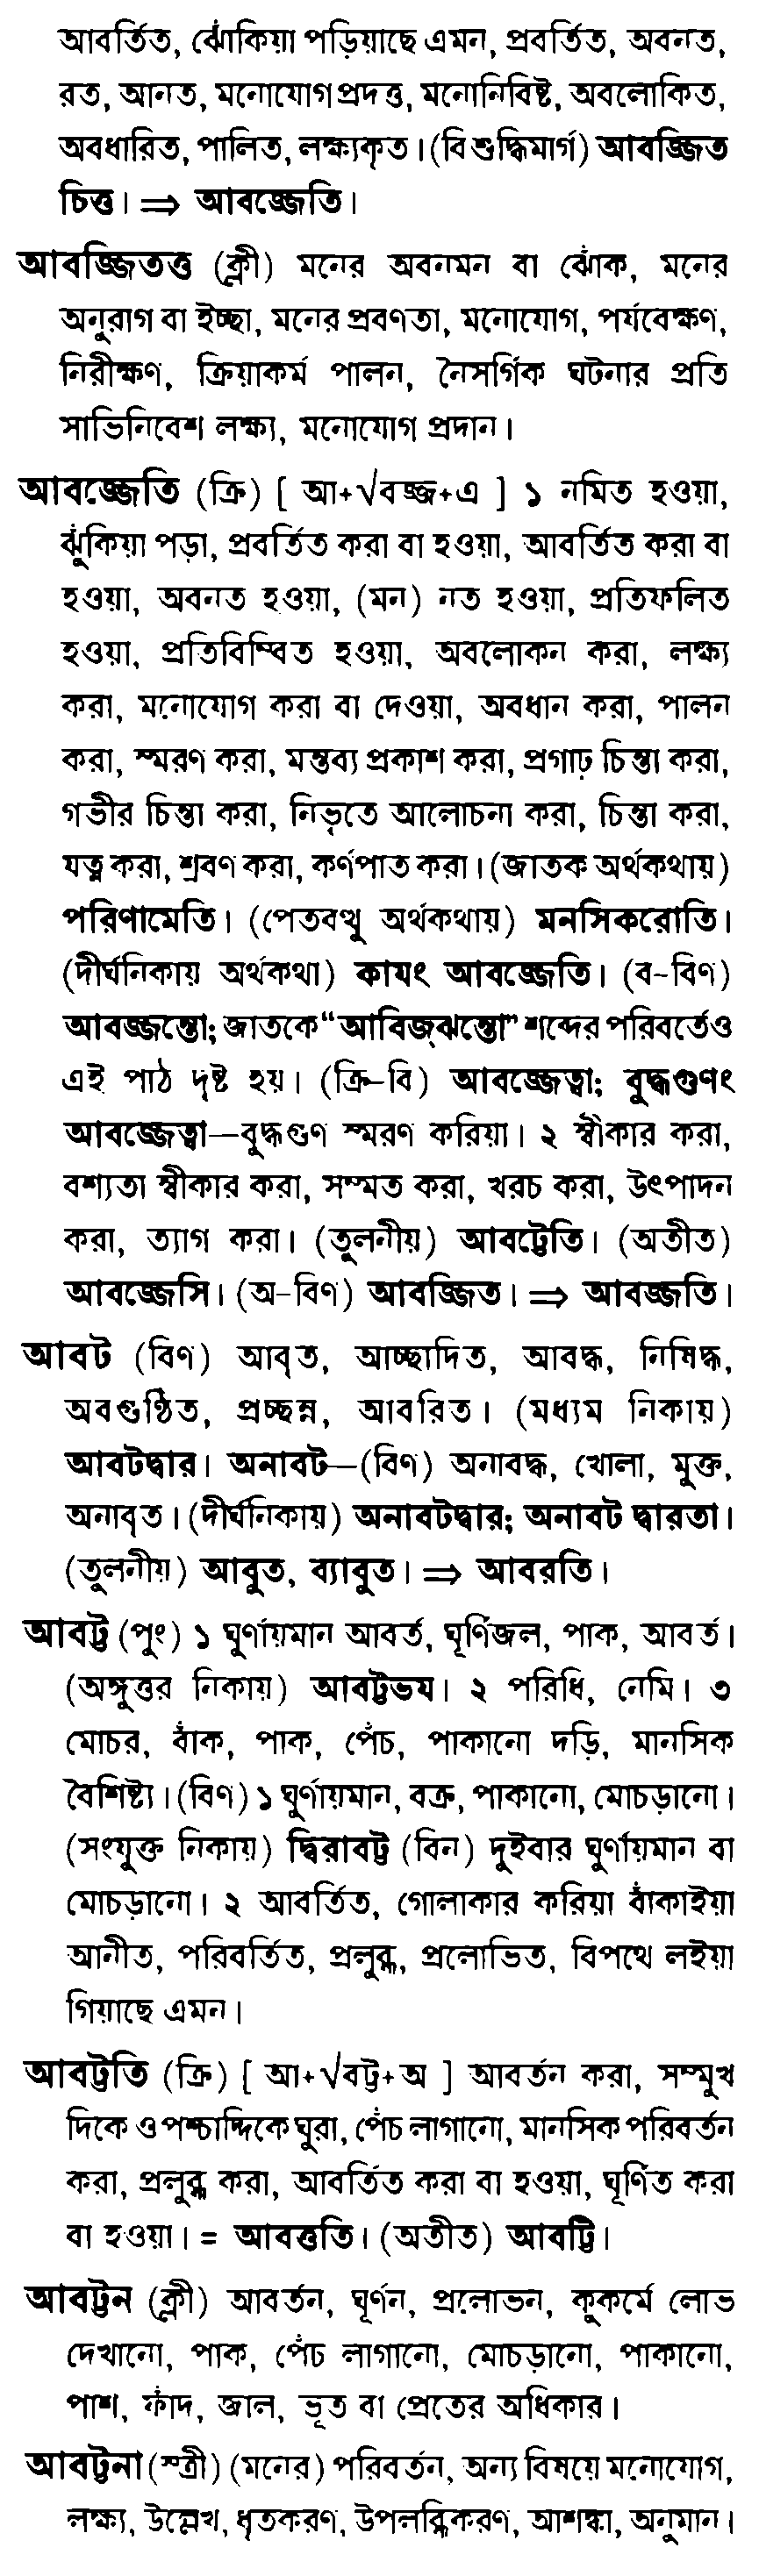 আবর্তিত, ঝোঁকিয়া পড়িয়াছে এমন, প্রবর্তিত, অবনত,
রত, আনত, মনোযোগ প্রদত্ত, মনোনিবিষ্ট, অবলোকিত,
অবধারিত, পালিত, লক্ষ্যকৃত। (বিশুদ্ধিমার্গ) আবজ্জিত
চিত্ত। ⇒ আবজ্জেতি।
আবজ্জিতত্ত (ক্লী) মনের অবনমন বা ঝোঁক, মনের
অনুরাগ বা ইচ্ছা, মনের প্রবণতা, মনোযোগ, পর্যবেক্ষণ,
নিরীক্ষণ, ক্রিয়াকর্ম পালন, নৈসর্গিক ঘটনার প্রতি
সাভিনিবেশ লক্ষ্য, মনোযোগ প্রদান।
আবজ্জেতি (ক্রি) [ আ+√বজ্জ+এ ] ১ নমিত হওয়া,
ঝুঁকিয়া পড়া, প্রবর্তিত করা বা হওয়া, আবর্তিত করা বা
হওয়া, অবনত হওয়া, (মন) নত হওয়া, প্রতিফলিত
হওয়া, প্রতিবিম্বিত হওয়া, অবলোকন করা, লক্ষ্য
করা, মনোযোগ করা বা দেওয়া, অবধান করা, পালন
করা, স্মরণ করা, মন্তব্য প্রকাশ করা, প্রগাঢ় চিন্তা করা,
গভীর চিন্তা করা, নিভৃতে আলোচনা করা, চিন্তা করা,
যত্ন করা, শ্রবণ করা, কর্ণপাত করা। (জাতক অর্থকথায়)
পরিণামেতি। (পেতবত্থু অর্থকথায়) মনসিকরোতি।
(দীর্ঘনিকায় অর্থকথা) কাযং আবজ্জেতি। (ব-বিণ)
আবজ্জন্তো; জাতকে “আবিজ্ঝন্তো” শব্দের পরিবর্তেও
এই পাঠ দৃষ্ট হয়। (ক্রি-বি) আবজ্জেত্বা; বুদ্ধগুণং
আবজ্জেত্বা—বুদ্ধগুণ স্মরণ করিয়া। ২ স্বীকার করা,
বশ্যতা স্বীকার করা, সম্মত করা, খরচ করা, উৎপাদন
করা, ত্যাগ করা। (তুলনীয়) আবট্টেতি। (অতীত)
আবজ্জেসি। (অ-বিণ) আবজ্জিত। ⇒ আবজ্জতি।
আবট (বিণ) আবৃত, আচ্ছাদিত, আবদ্ধ, নিষিদ্ধ,
অবগুণ্ঠিত, প্রচ্ছন্ন, আবরিত। (মধ্যম নিকায়)
আবটদ্বার। অনাবট—(বিণ) অনাবদ্ধ, খোলা, মুক্ত,
অনাবৃত। (দীর্ঘনিকায়) অনাবটদ্বার; অনাবট দ্বারতা।
(তুলনীয়) আবুত, ব্যাবুত। ⇒ আবরতি।
আবট্ট (পুং) ১ ঘুর্ণায়মান আবর্ত, ঘূর্ণিজল, পাক, আবর্ত।
(অঙ্গুত্তর নিকায়) আবট্টভয। ২ পরিধি, নেমি। ৩
মোচর, বাঁক, পাক, পেঁচ, পাকানো দড়ি, মানসিক
বৈশিষ্ট্য। (বিণ) ১ ঘুর্ণায়মান, বক্র, পাকানো, মোচড়ানো।
(সংযুক্ত নিকায়) দ্বিরাবট্ট (বিন) দুইবার ঘুর্ণায়মান বা
মোচড়ানো। ২ আবর্তিত, গোলাকার করিয়া বাঁকাইয়া
আনীত, পরিবর্তিত, প্রলুব্ধ, প্রলোভিত, বিপথে লইয়া
গিয়াছে এমন।
আবট্টতি (ক্রি) [ আ+√বট্ট+অ ] আবর্তন করা, সম্মুখ
দিকে ও পশ্চাদ্দিকে ঘুরা, পেঁচ লাগানো, মানসিক পরিবর্তন
করা, প্রলুব্ধ করা, আবর্তিত করা বা হওয়া, ঘূর্ণিত করা
বা হওয়া। = আবত্ততি। (অতীত) আবট্টি।
আবট্টন (ক্লী) আবর্তন, ঘূর্ণন, প্রলোভন, কুকর্মে লোভ
দেখানো, পাক, পেঁচ লাগানো, মোচড়ানো, পাকানো,
পাশ, ফাঁদ, জাল, ভূত বা প্রেতের অধিকার।
আবট্টনা (স্ত্রী) (মনের) পরিবর্তন, অন্য বিষয়ে মনোযোগ,
লক্ষ্য, উল্লেখ, ধৃতকরণ, উপলব্ধিকরণ, আশঙ্কা, অনুমান।